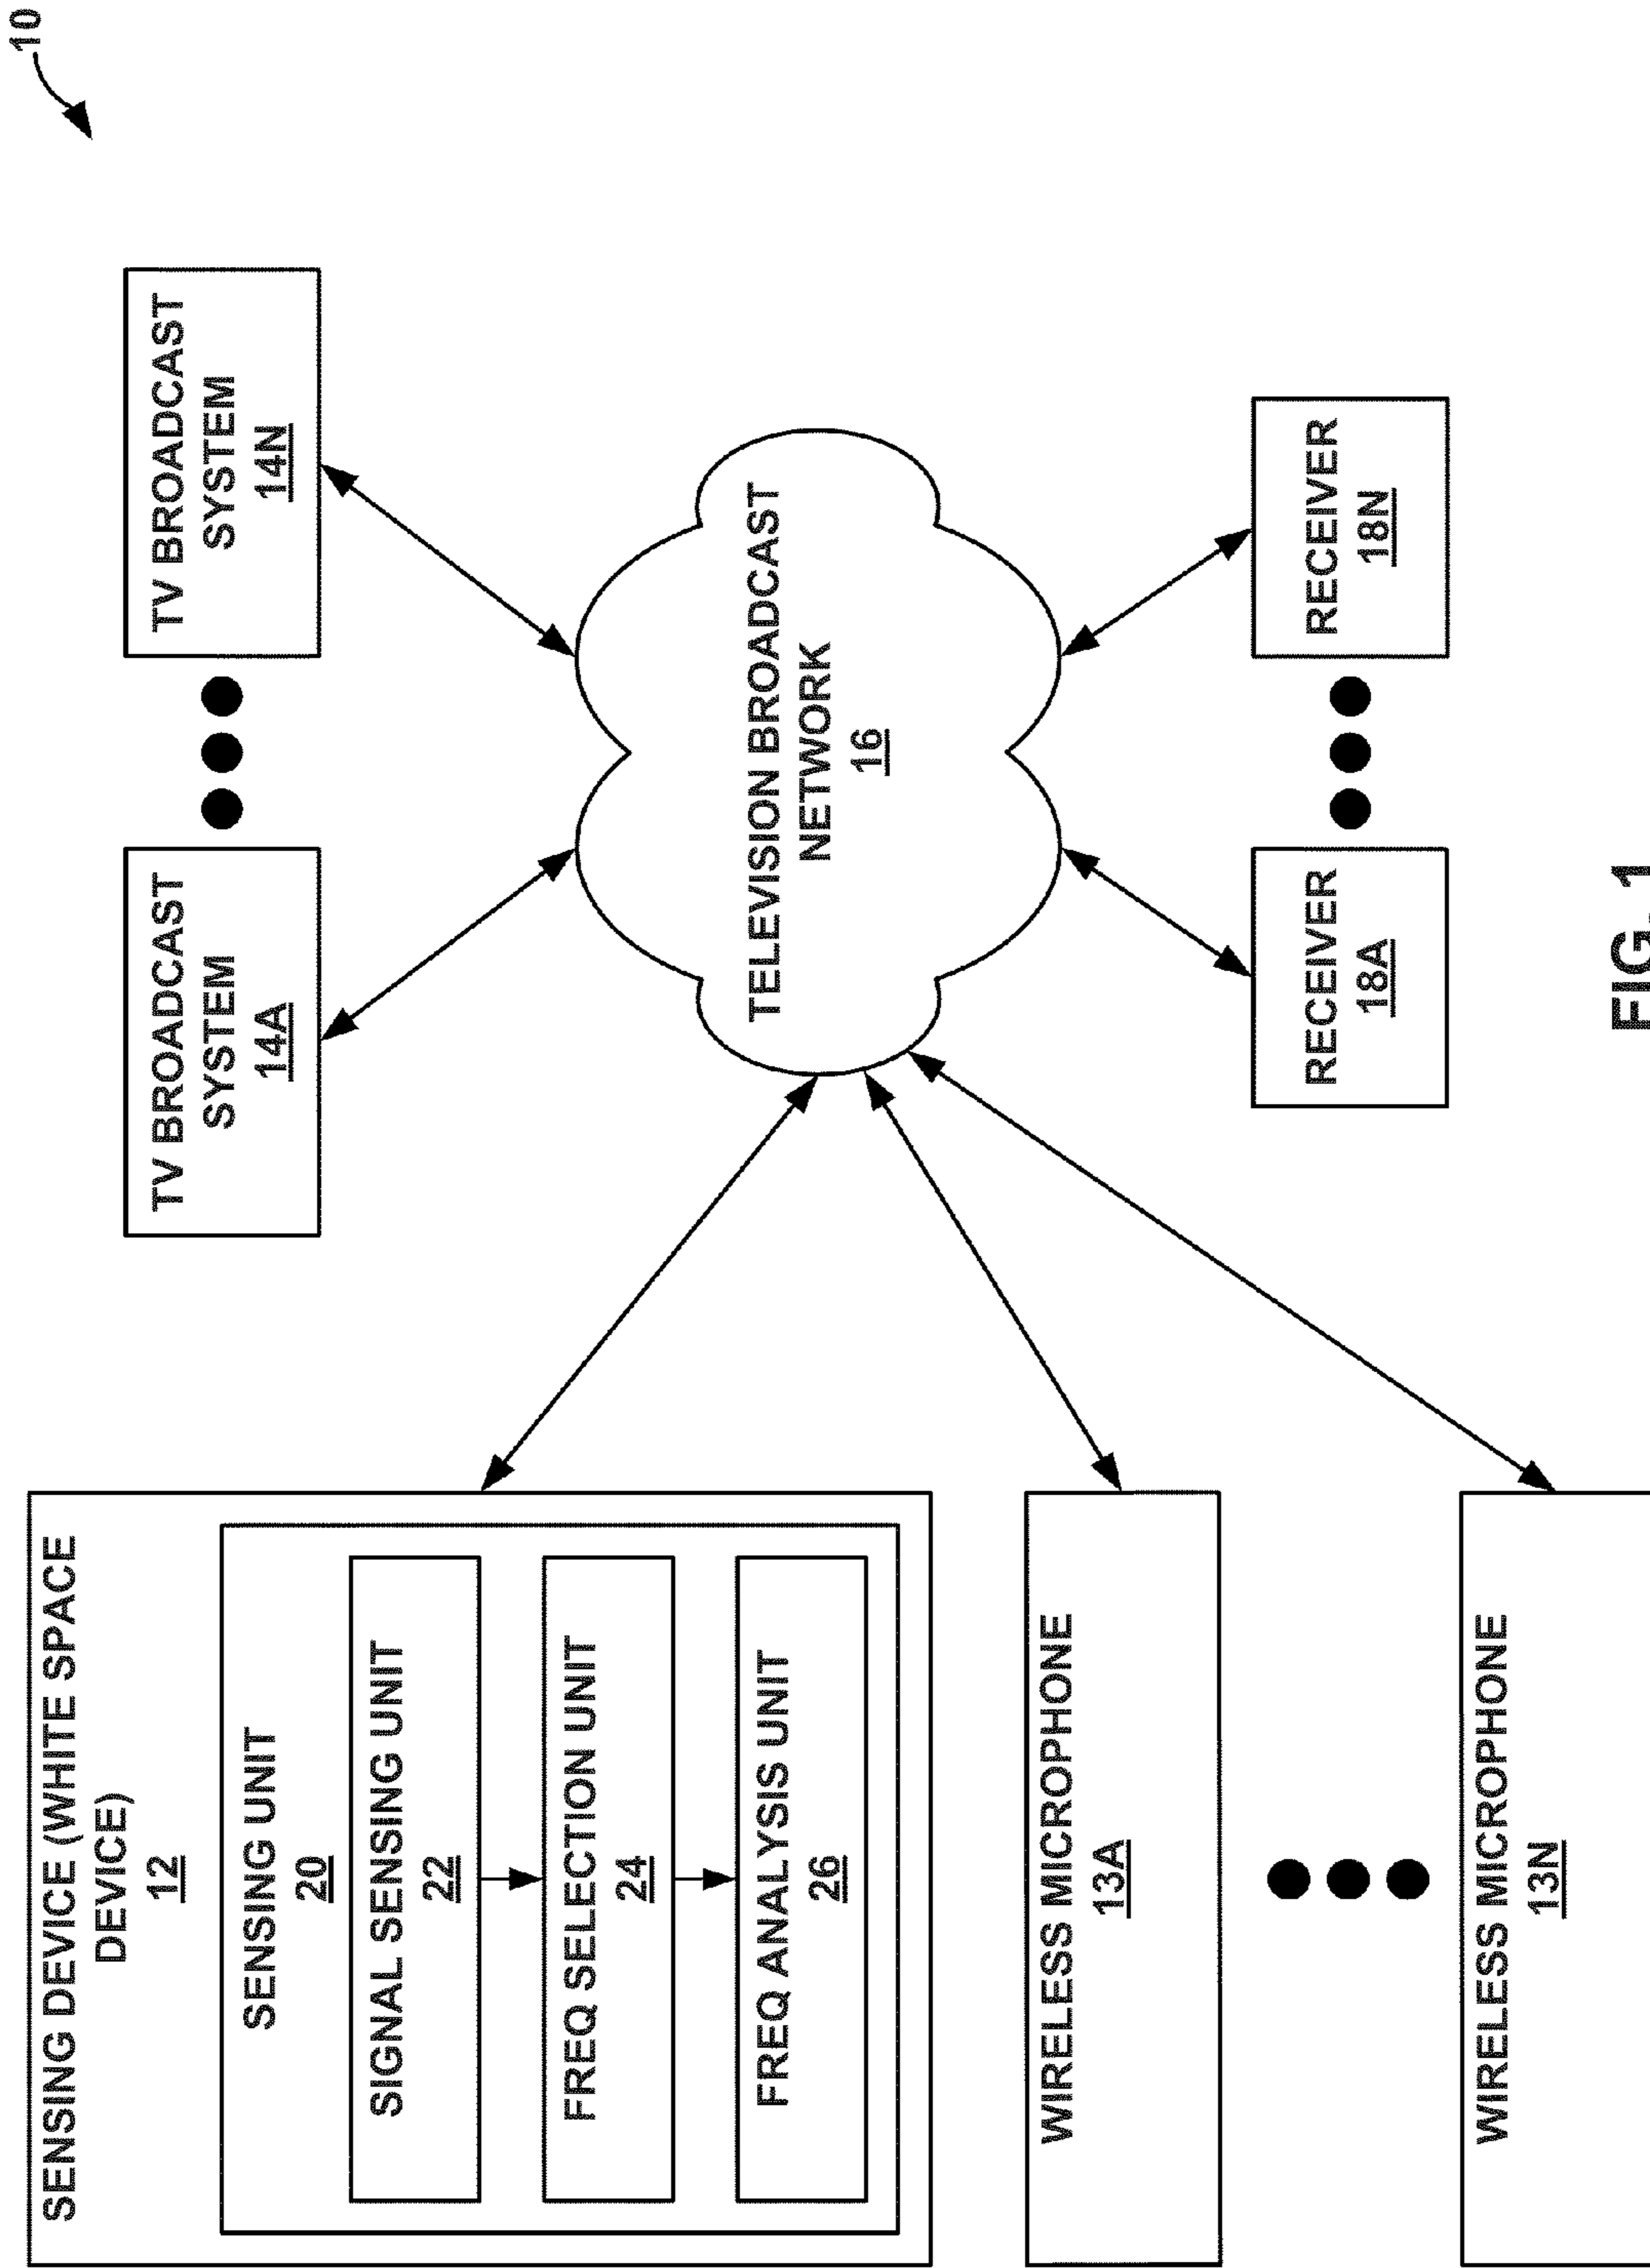 10
SENSING DEVICE (WHITE SPACE
DEVICE)
12
SENSING UNIT
20
SIGNAL SENSING UNIT
22
FREQ SELECTION UNIT
24
FREQ ANALYSIS UNIT
26
WIRELESS MICROPHONE
13A
WIRELESS MICROPHONE
13N
TV BROADCAST
SYSTEM
14A
TV BROADCAST
SYSTEM
14N
TELEVISION BROADCAST
NETWORK
16
RECEIVER
18A
RECEIVER
18N
FIG. 1